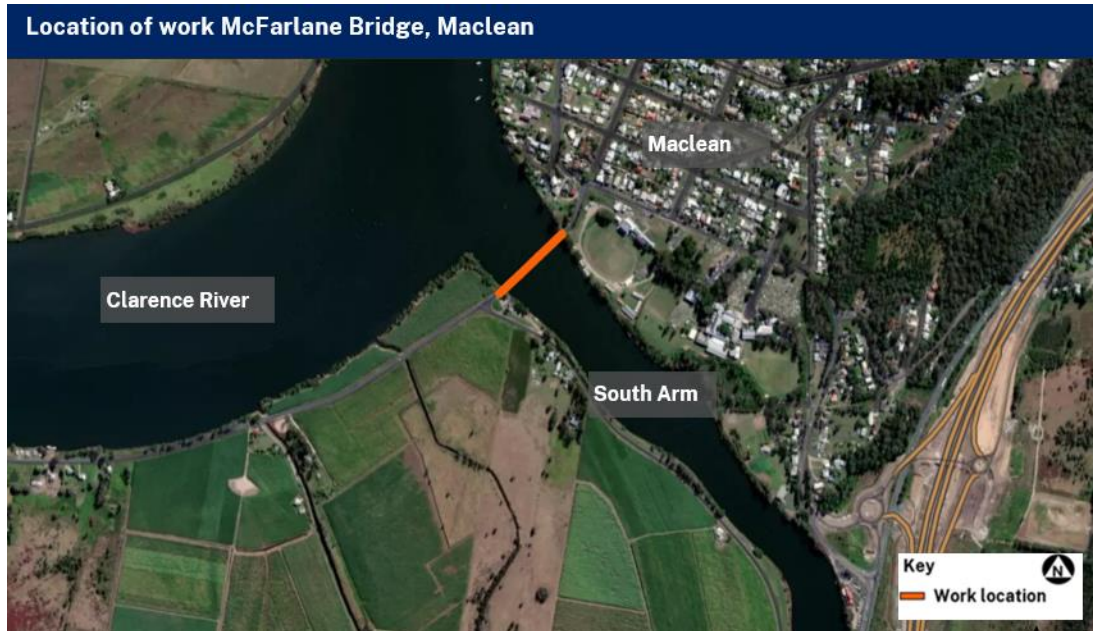 Location of work McFarlane Bridge, Maclean
Maclean
Clarence River
South Arm
Key
N
Work location